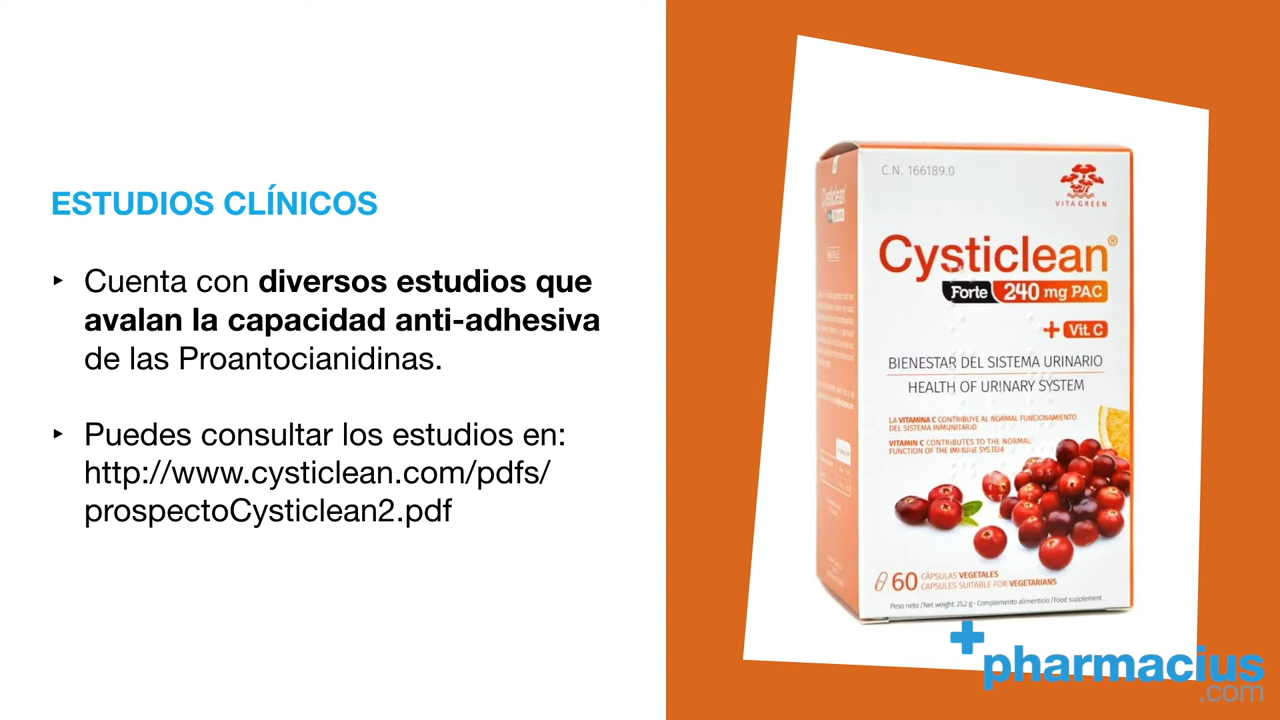 ESTUDIOS CLÍNICOS
‣ Cuenta con diversos estudios que
avalan la capacidad anti-adhesiva
de las Proantocianidinas.
‣ Puedes consultar los estudios en:
http://www.cysticlean.com/pdfs/
prospectoCysticlean2.pdf
C.N. 166189.0
VITAGREEN
Cysticlean®
Forte 240 mg PAC
+ Vit. C
BIENESTAR DEL SISTEMA URINARIO
HEALTH OF URINARY SYSTEM
LA VITAMINA C CONTRIBUYE AL NORMAL FUNCIONAMIENTO
DEL SISTEMA INMUNITARIO
VITAMIN C CONTRIBUTES TO THE NORMAL
FUNCTION OF THE IMMUNE SYSTEM
60 CÁPSULAS VEGETALES
CAPSULES SUITABLE FOR VEGETARIANS
Peso neto / Net weight: 25,2 g - Complemento alimenticio / Food supplement
Cysticlean®
pharmacius
.com